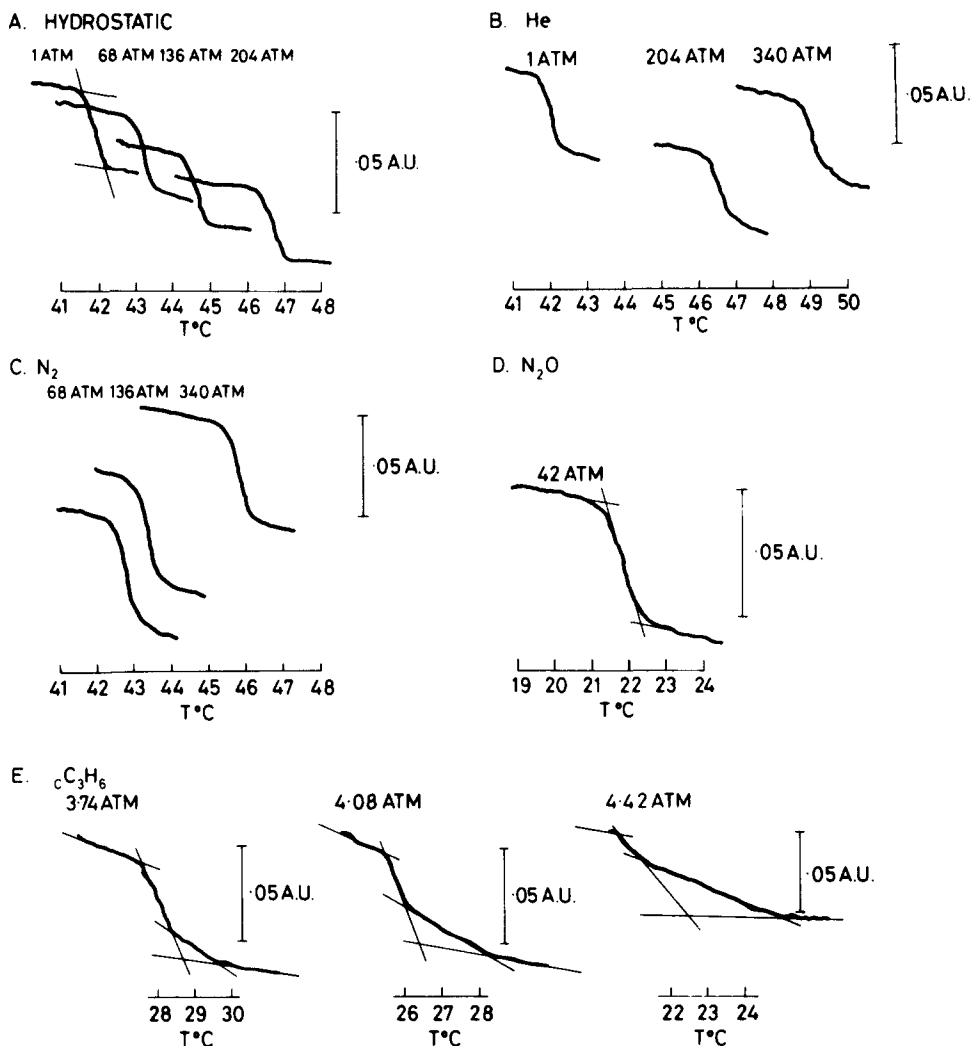 A. HYDROSTATIC
1 ATM 68 ATM 136 ATM 204 ATM
·05 A.U.
41 42 43 44 45 46 47 48
T°C
B. He
1 ATM 204 ATM 340 ATM
·05 A.U.
41 42 43 44 45 46 47 48 49 50
T°C
C. N₂
68 ATM 136 ATM 340 ATM
·05 A.U.
41 42 43 44 45 46 47 48
T°C
D. N₂O
42 ATM
·05 A.U.
19 20 21 22 23 24
T°C
E. cC₃H₆
3·74 ATM
·05 A.U.
28 29 30
T°C
4·08 ATM
·05 A.U.
26 27 28
T°C
4·42 ATM
·05 A.U.
22 23 24
T°C